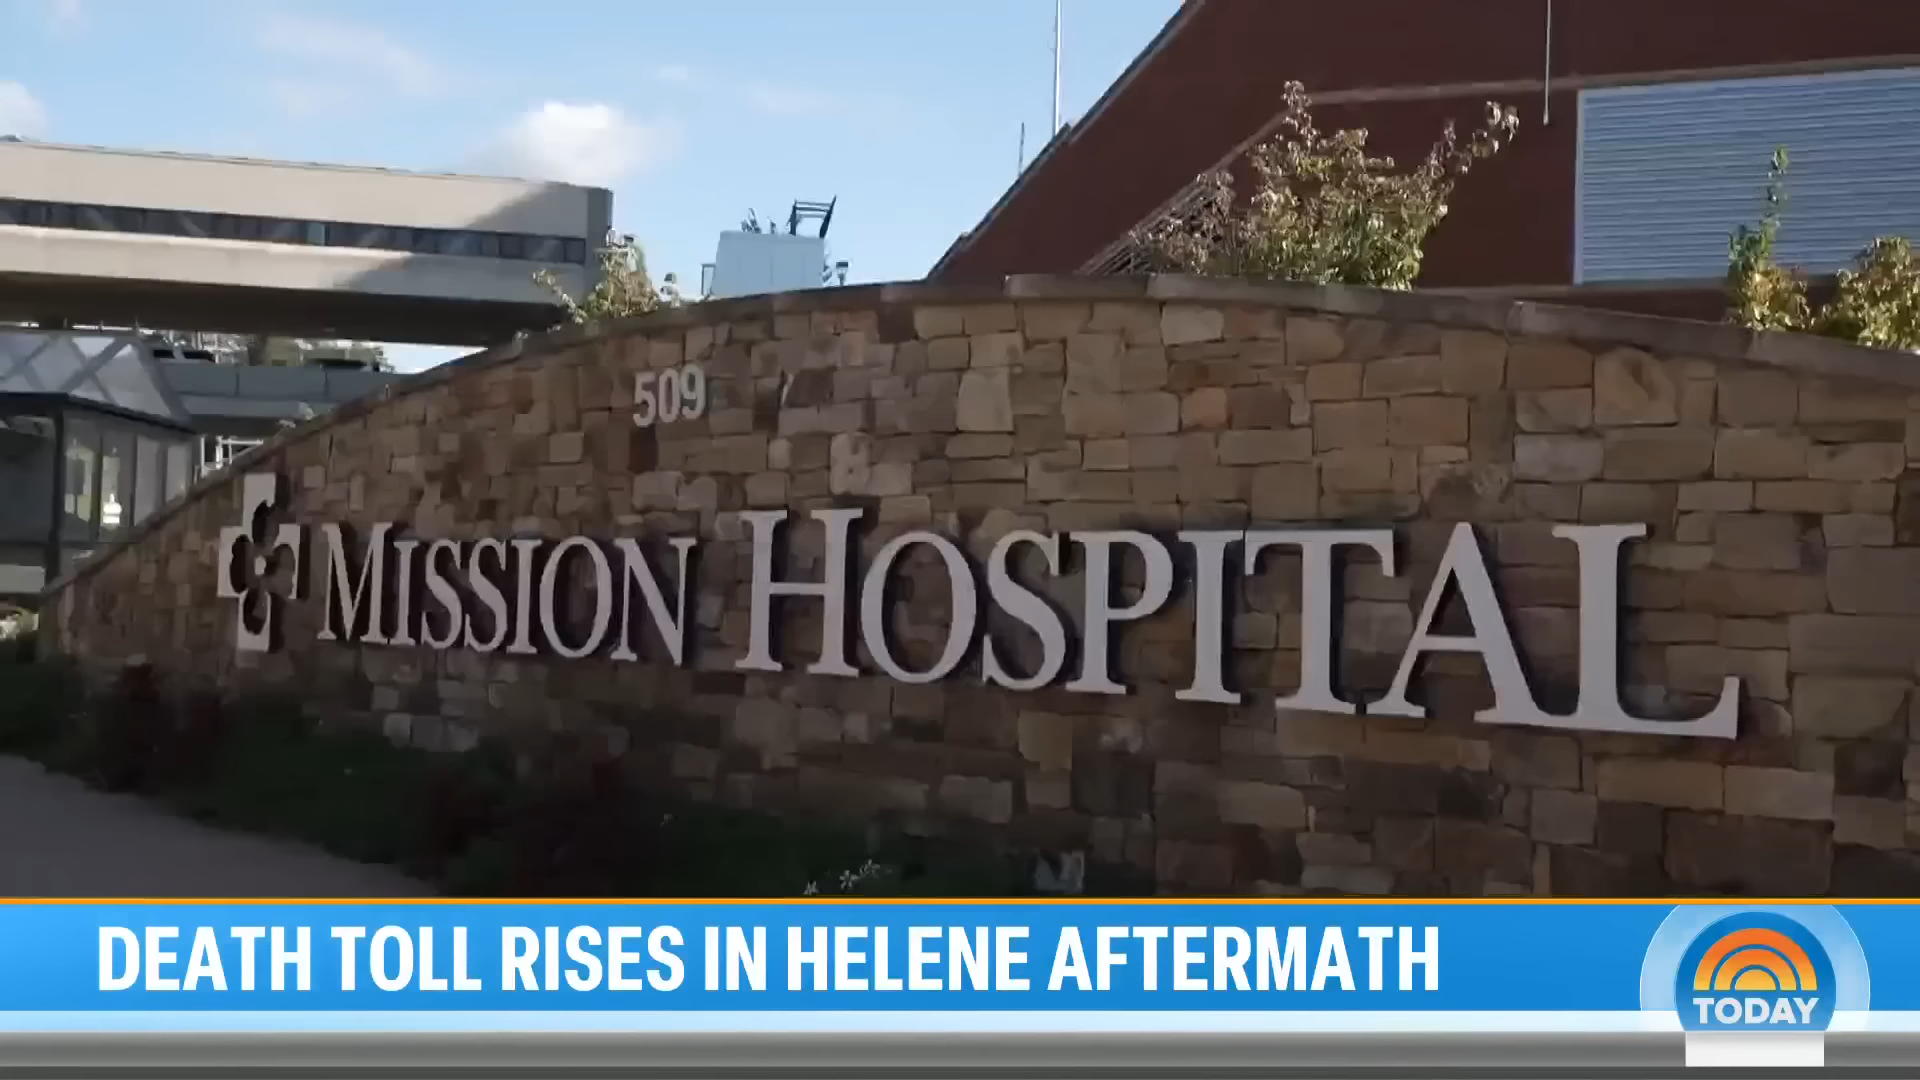 509
MISSION HOSPITAL
DEATH TOLL RISES IN HELENE AFTERMATH
TODAY